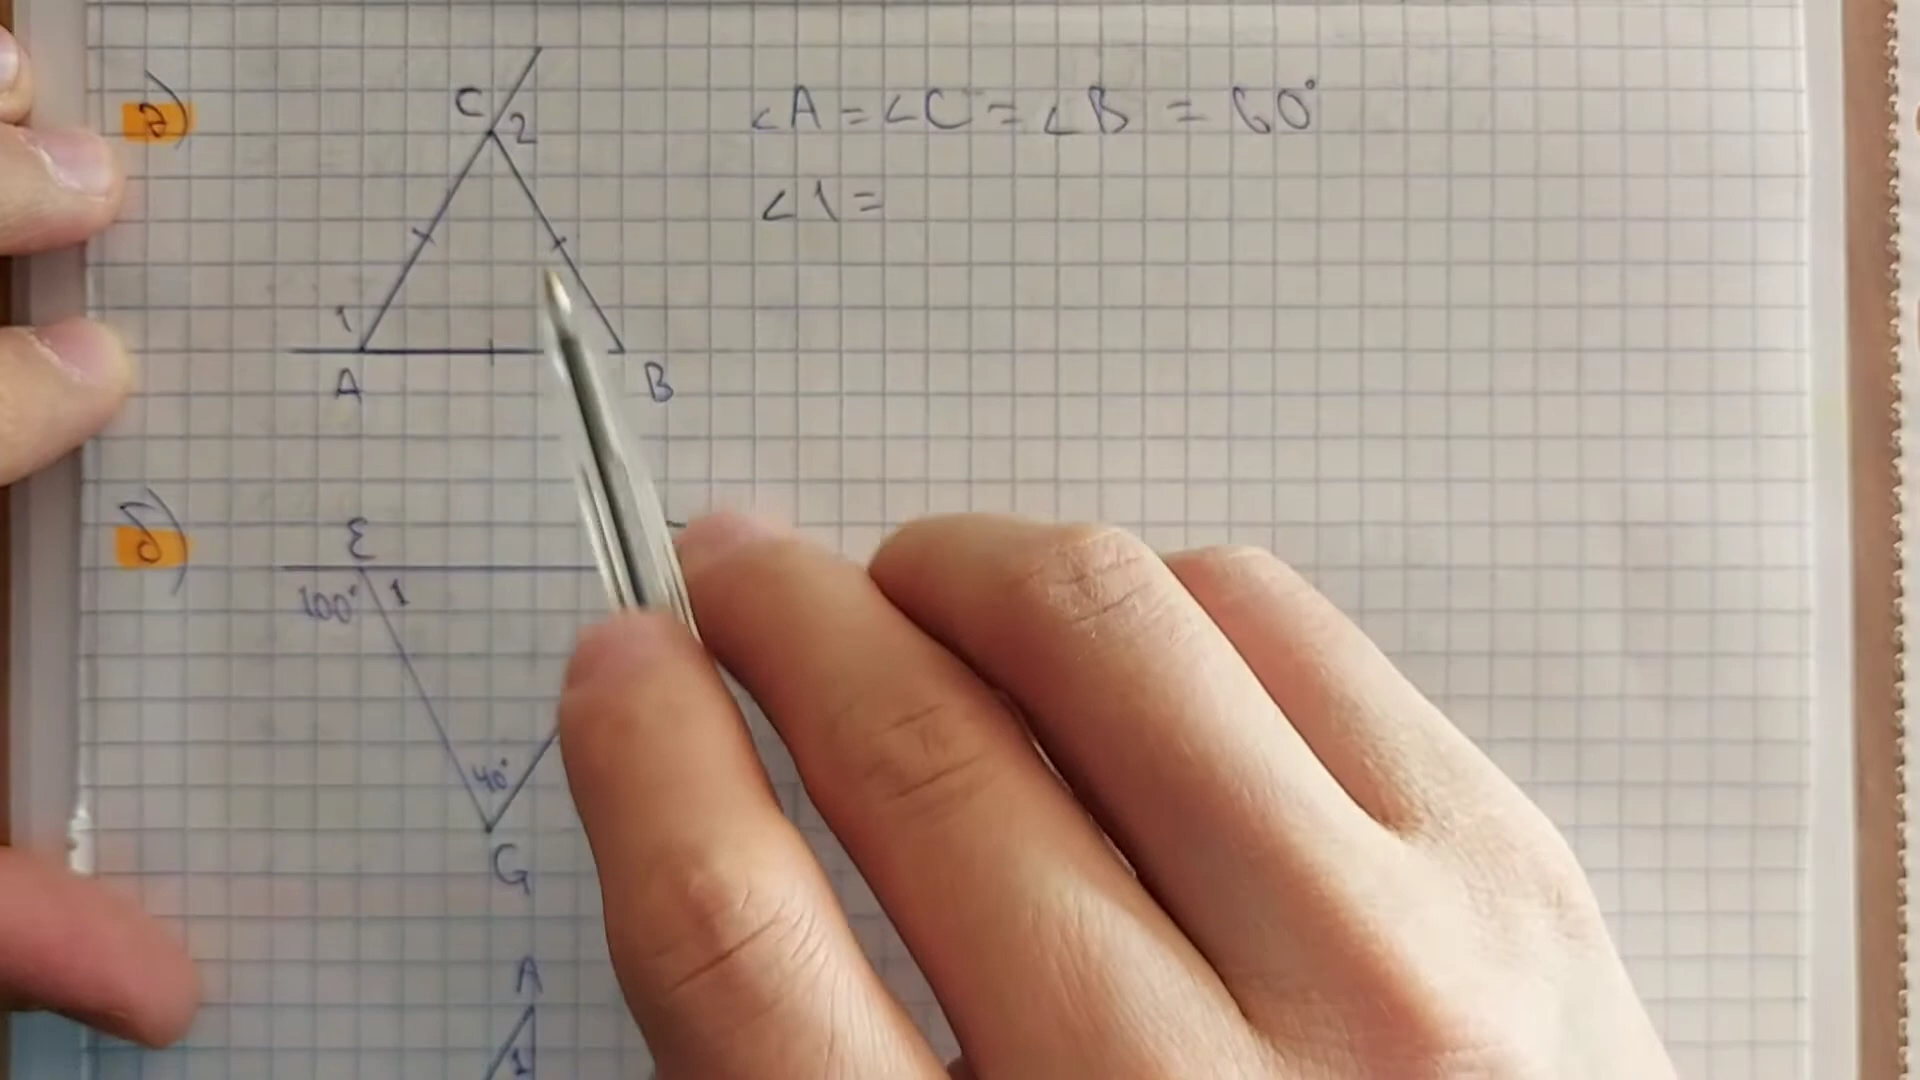 а)
C
2
∠A = ∠C = ∠B = 60°
∠1 =
1
A
B
б)
E
100°
1
40°
G
A
1